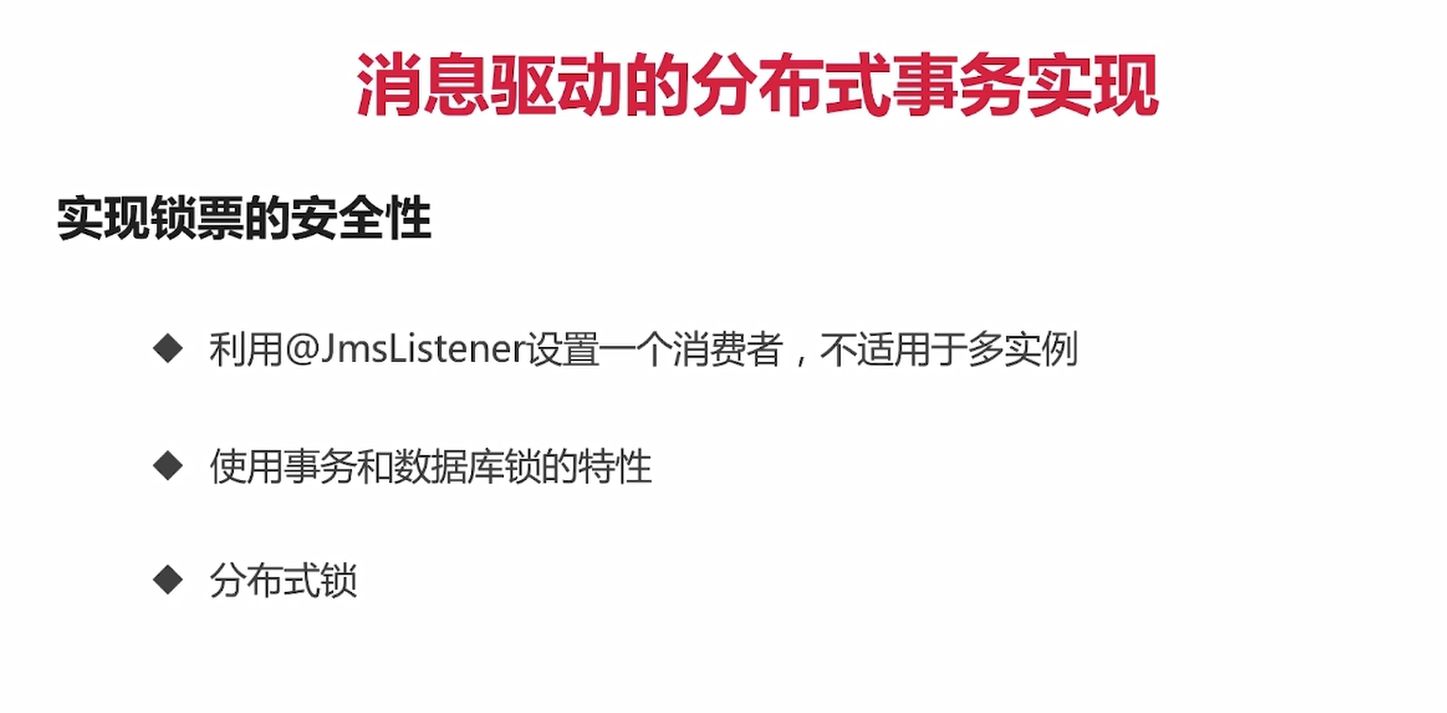 消息驱动的分布式事务实现
实现锁票的安全性
◆ 利用@JmsListener设置一个消费者，不适用于多实例
◆ 使用事务和数据库锁的特性
◆ 分布式锁